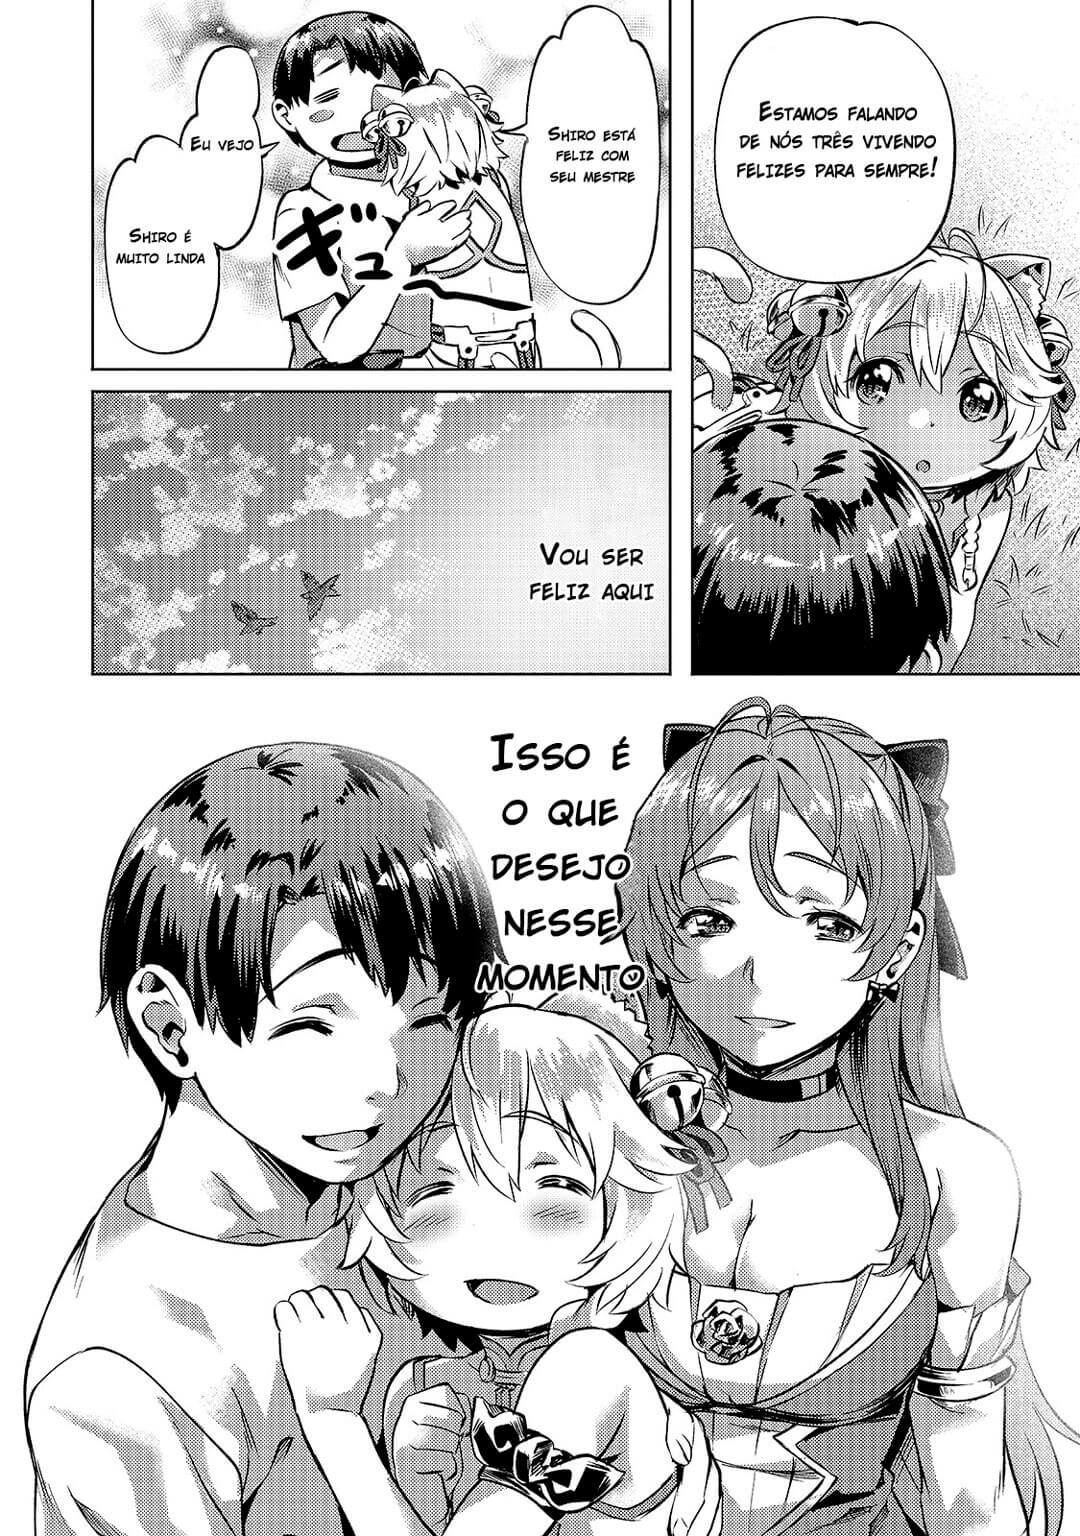 ESTAMOS FALANDO
DE NÓS TRÊS VIVENDO
FELIZES PARA SEMPRE!
SHIRO ESTÁ
FELIZ COM
SEU MESTRE
EU VEJO
SHIRO É
MUITO LINDA
ギュー
VOU SER
FELIZ AQUI
ISSO É
O QUE
DESEJO
NESSE
MOMENTO